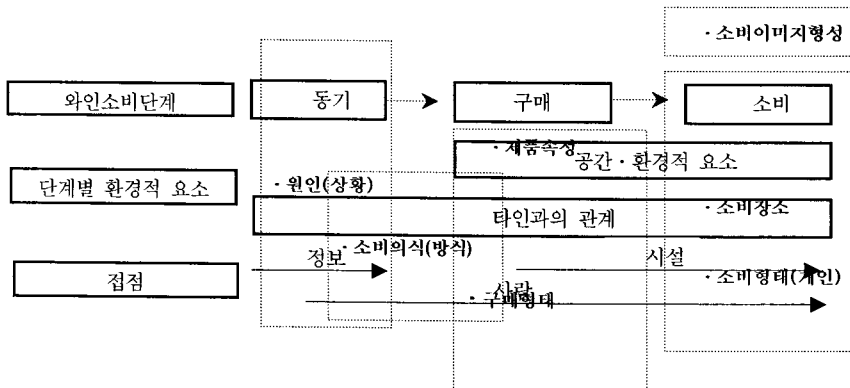 · 소비이미지형성
와인소비단계
동기
구매
소비
· 제품속성
공간 · 환경적 요소
단계별 환경적 요소
· 원인(상황)
· 소비장소
타인과의 관계
· 소비의식(방식)
정보
시설
접점
· 소비형태(개인)
사람
· 구매형태